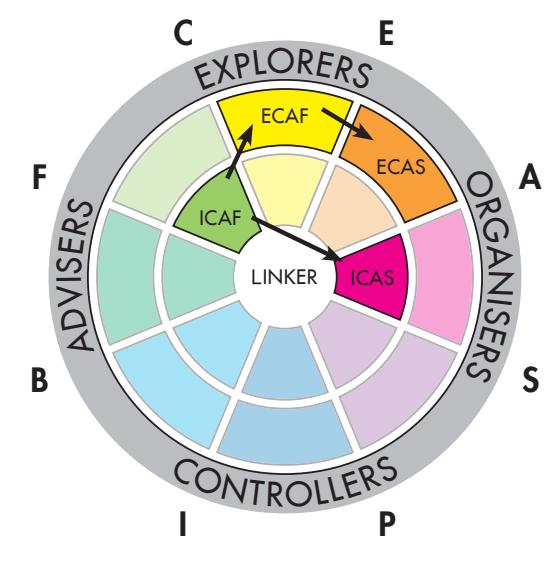 C
E
EXPLORERS
ECAF
ECAS
F
A
ICAF
ADVISERS
ORGANISERS
LINKER
ICAS
B
S
CONTROLLERS
I
P